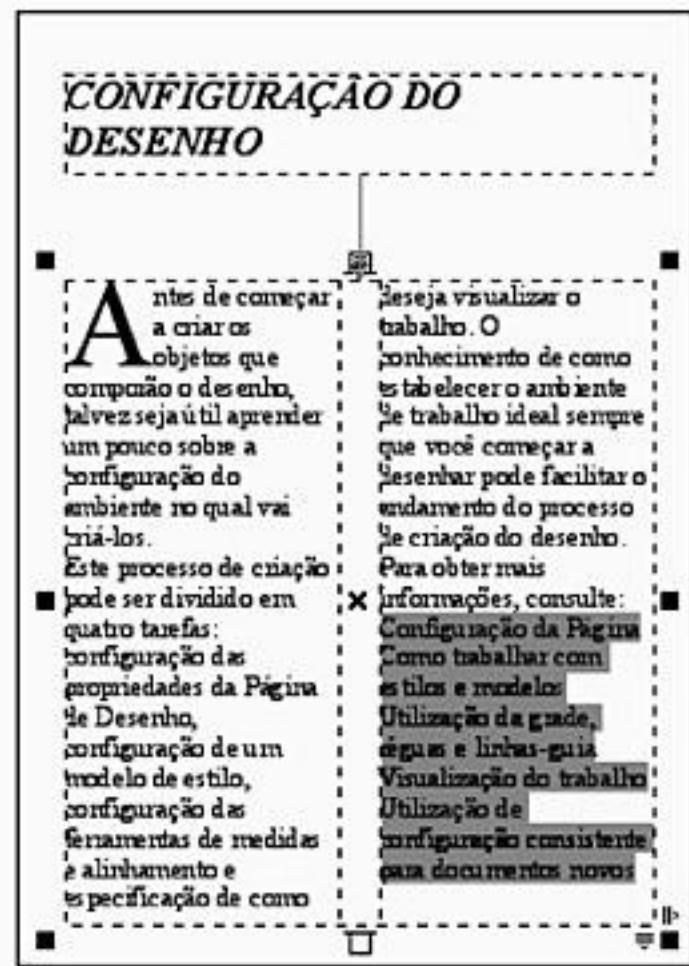 CONFIGURAÇÃO DO
DESENHO
Antes de começar
a criar os
objetos que
comporão o desenho,
talvez seja útil aprender
um pouco sobre a
configuração do
ambiente no qual vai
criá-los.
Este processo de criação
pode ser dividido em
quatro tarefas:
configuração das
propriedades da Página
de Desenho,
configuração de um
modelo de estilo,
configuração das
ferramentas de medidas
e alinhamento e
especificação de como
deseja visualizar o
trabalho. O
conhecimento de como
estabelecer o ambiente
de trabalho ideal sempre
que você começar a
desenhar pode facilitar o
andamento do processo
de criação do desenho.
Para obter mais
informações, consulte:
Configuração da Página
Como trabalhar com
estilos e modelos
Utilização da grade,
réguas e linhas-guia
Visualização do trabalho
Utilização de
configuração consistente
para documentos novos